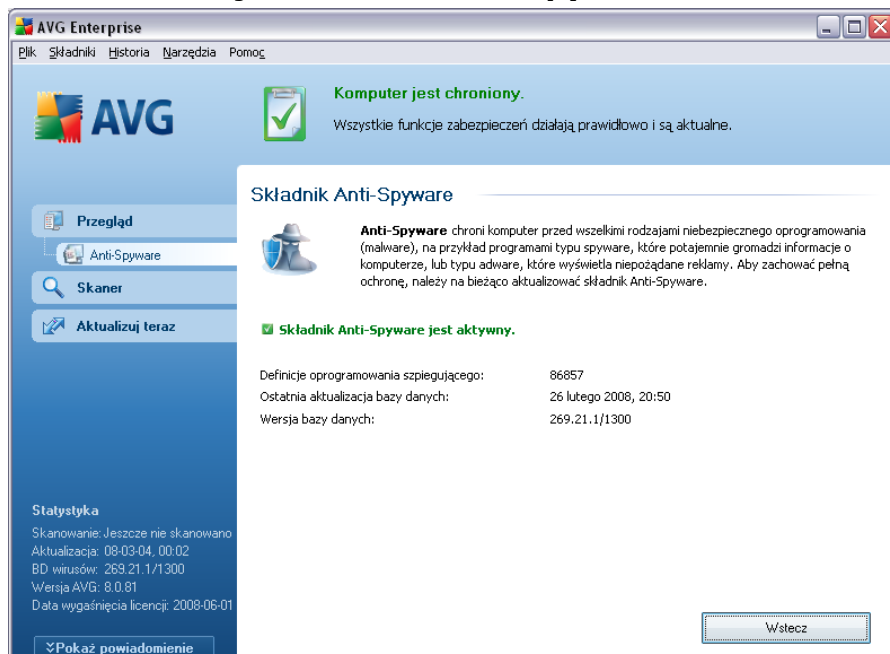 AVG Enterprise
Plik Składniki Historia Narzędzia Pomoc
AVG
Komputer jest chroniony.
Wszystkie funkcje zabezpieczeń działają prawidłowo i są aktualne.
Przegląd
Anti-Spyware
Skaner
Aktualizuj teraz
Składnik Anti-Spyware
Anti-Spyware chroni komputer przed wszelkimi rodzajami niebezpiecznego oprogramowania
(malware), na przykład programami typu spyware, które potajemnie gromadzi informacje o
komputerze, lub typu adware, które wyświetla niepożądane reklamy. Aby zachować pełną
ochronę, należy na bieżąco aktualizować składnik Anti-Spyware.
Składnik Anti-Spyware jest aktywny.
Definicje oprogramowania szpiegującego: 86857
Ostatnia aktualizacja bazy danych: 26 lutego 2008, 20:50
Wersja bazy danych: 269.21.1/1300
Statystyka
Skanowanie: Jeszcze nie skanowano
Aktualizacja: 08-03-04, 00:02
BD wirusów: 269.21.1/1300
Wersja AVG: 8.0.81
Data wygaśnięcia licencji: 2008-06-01
Pokaż powiadomienie
Wstecz